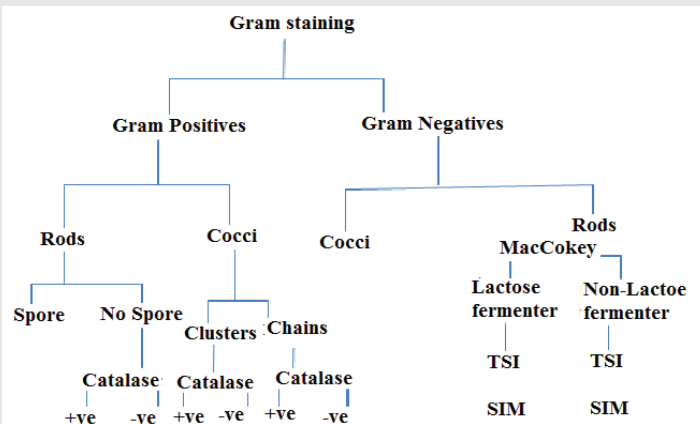 Gram staining
Gram Positives
Gram Negatives
Rods
Cocci
Cocci
Rods
MacCokey
Spore
No Spore
Clusters
:Chains
Lactose
fermenter
Non-Lactoe
fermenter
Catalase
Catalase
Catalase
TSI
TSI
+ve
-ve
+ve
-ve
+ve
-ve
SIM
SIM